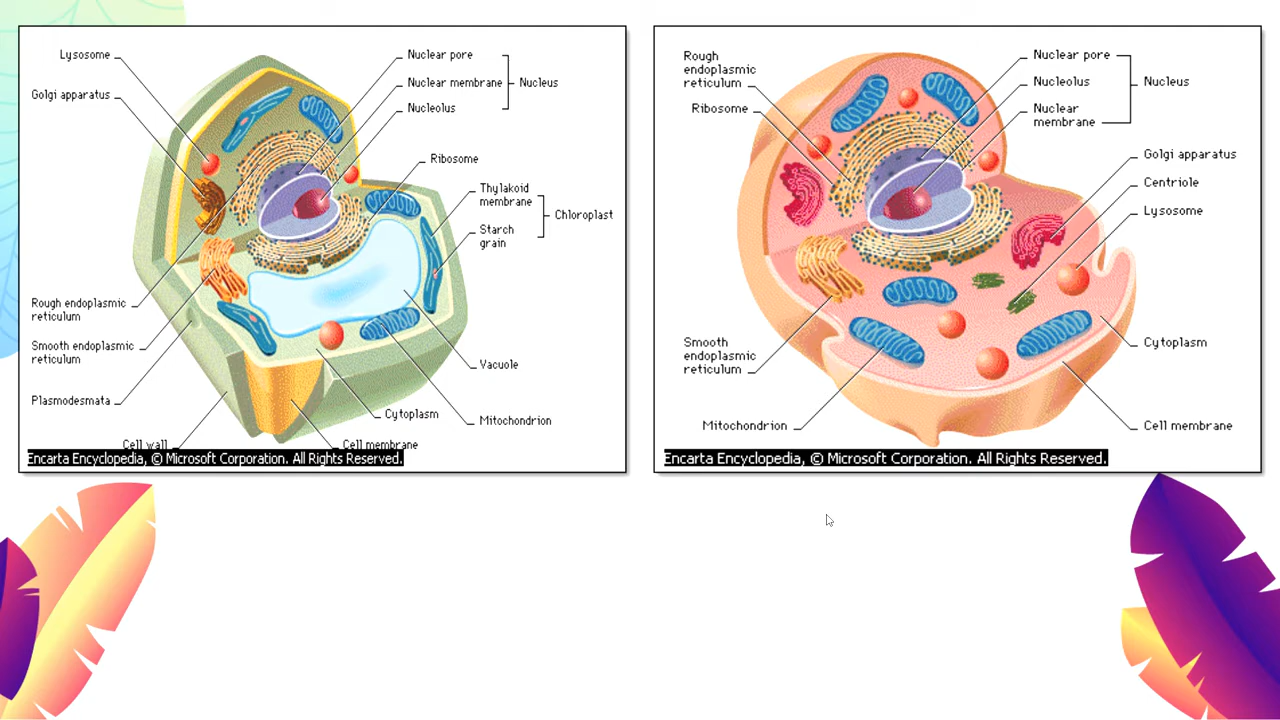 Lysosome
Golgi apparatus
Nuclear pore
Nuclear membrane
Nucleolus
Nucleus
Ribosome
Thylakoid
membrane
Starch
grain
Chloroplast
Rough endoplasmic
reticulum
Smooth endoplasmic
reticulum
Plasmodesmata
Cell wall
Vacuole
Cytoplasm
Mitochondrion
Cell membrane
Encarta Encyclopedia, © Microsoft Corporation. All Rights Reserved.
Rough
endoplasmic
reticulum
Ribosome
Nuclear pore
Nucleolus
Nuclear
membrane
Nucleus
Golgi apparatus
Centriole
Lysosome
Smooth
endoplasmic
reticulum
Mitochondrion
Cytoplasm
Cell membrane
Encarta Encyclopedia, © Microsoft Corporation. All Rights Reserved.